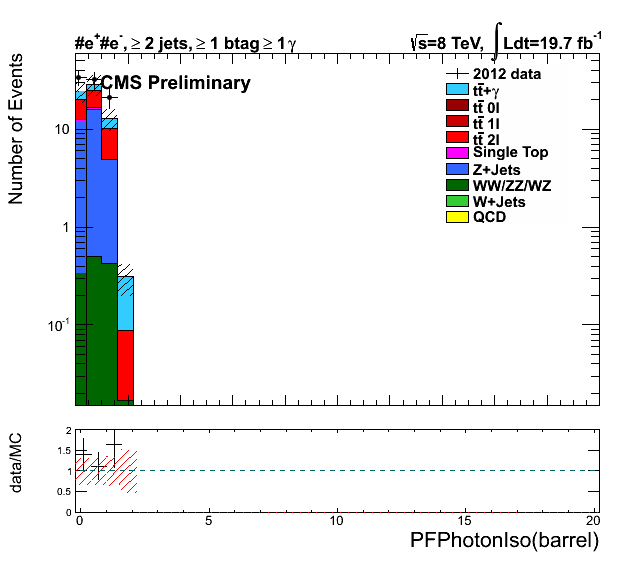 #e⁺#e⁻, ≥ 2 jets, ≥ 1 btag ≥ 1γ
√s=8 TeV, ∫Ldt=19.7 fb⁻¹
CMS Preliminary
2012 data
tt̄+γ
tt̄ 0l
tt̄ 1l
tt̄ 2l
Single Top
Z+Jets
WW/ZZ/WZ
W+Jets
QCD
Number of Events
10
1
10⁻¹
data/MC
2
1.5
1
0.5
0
0 5 10 15 20
PFPhotonIso(barrel)